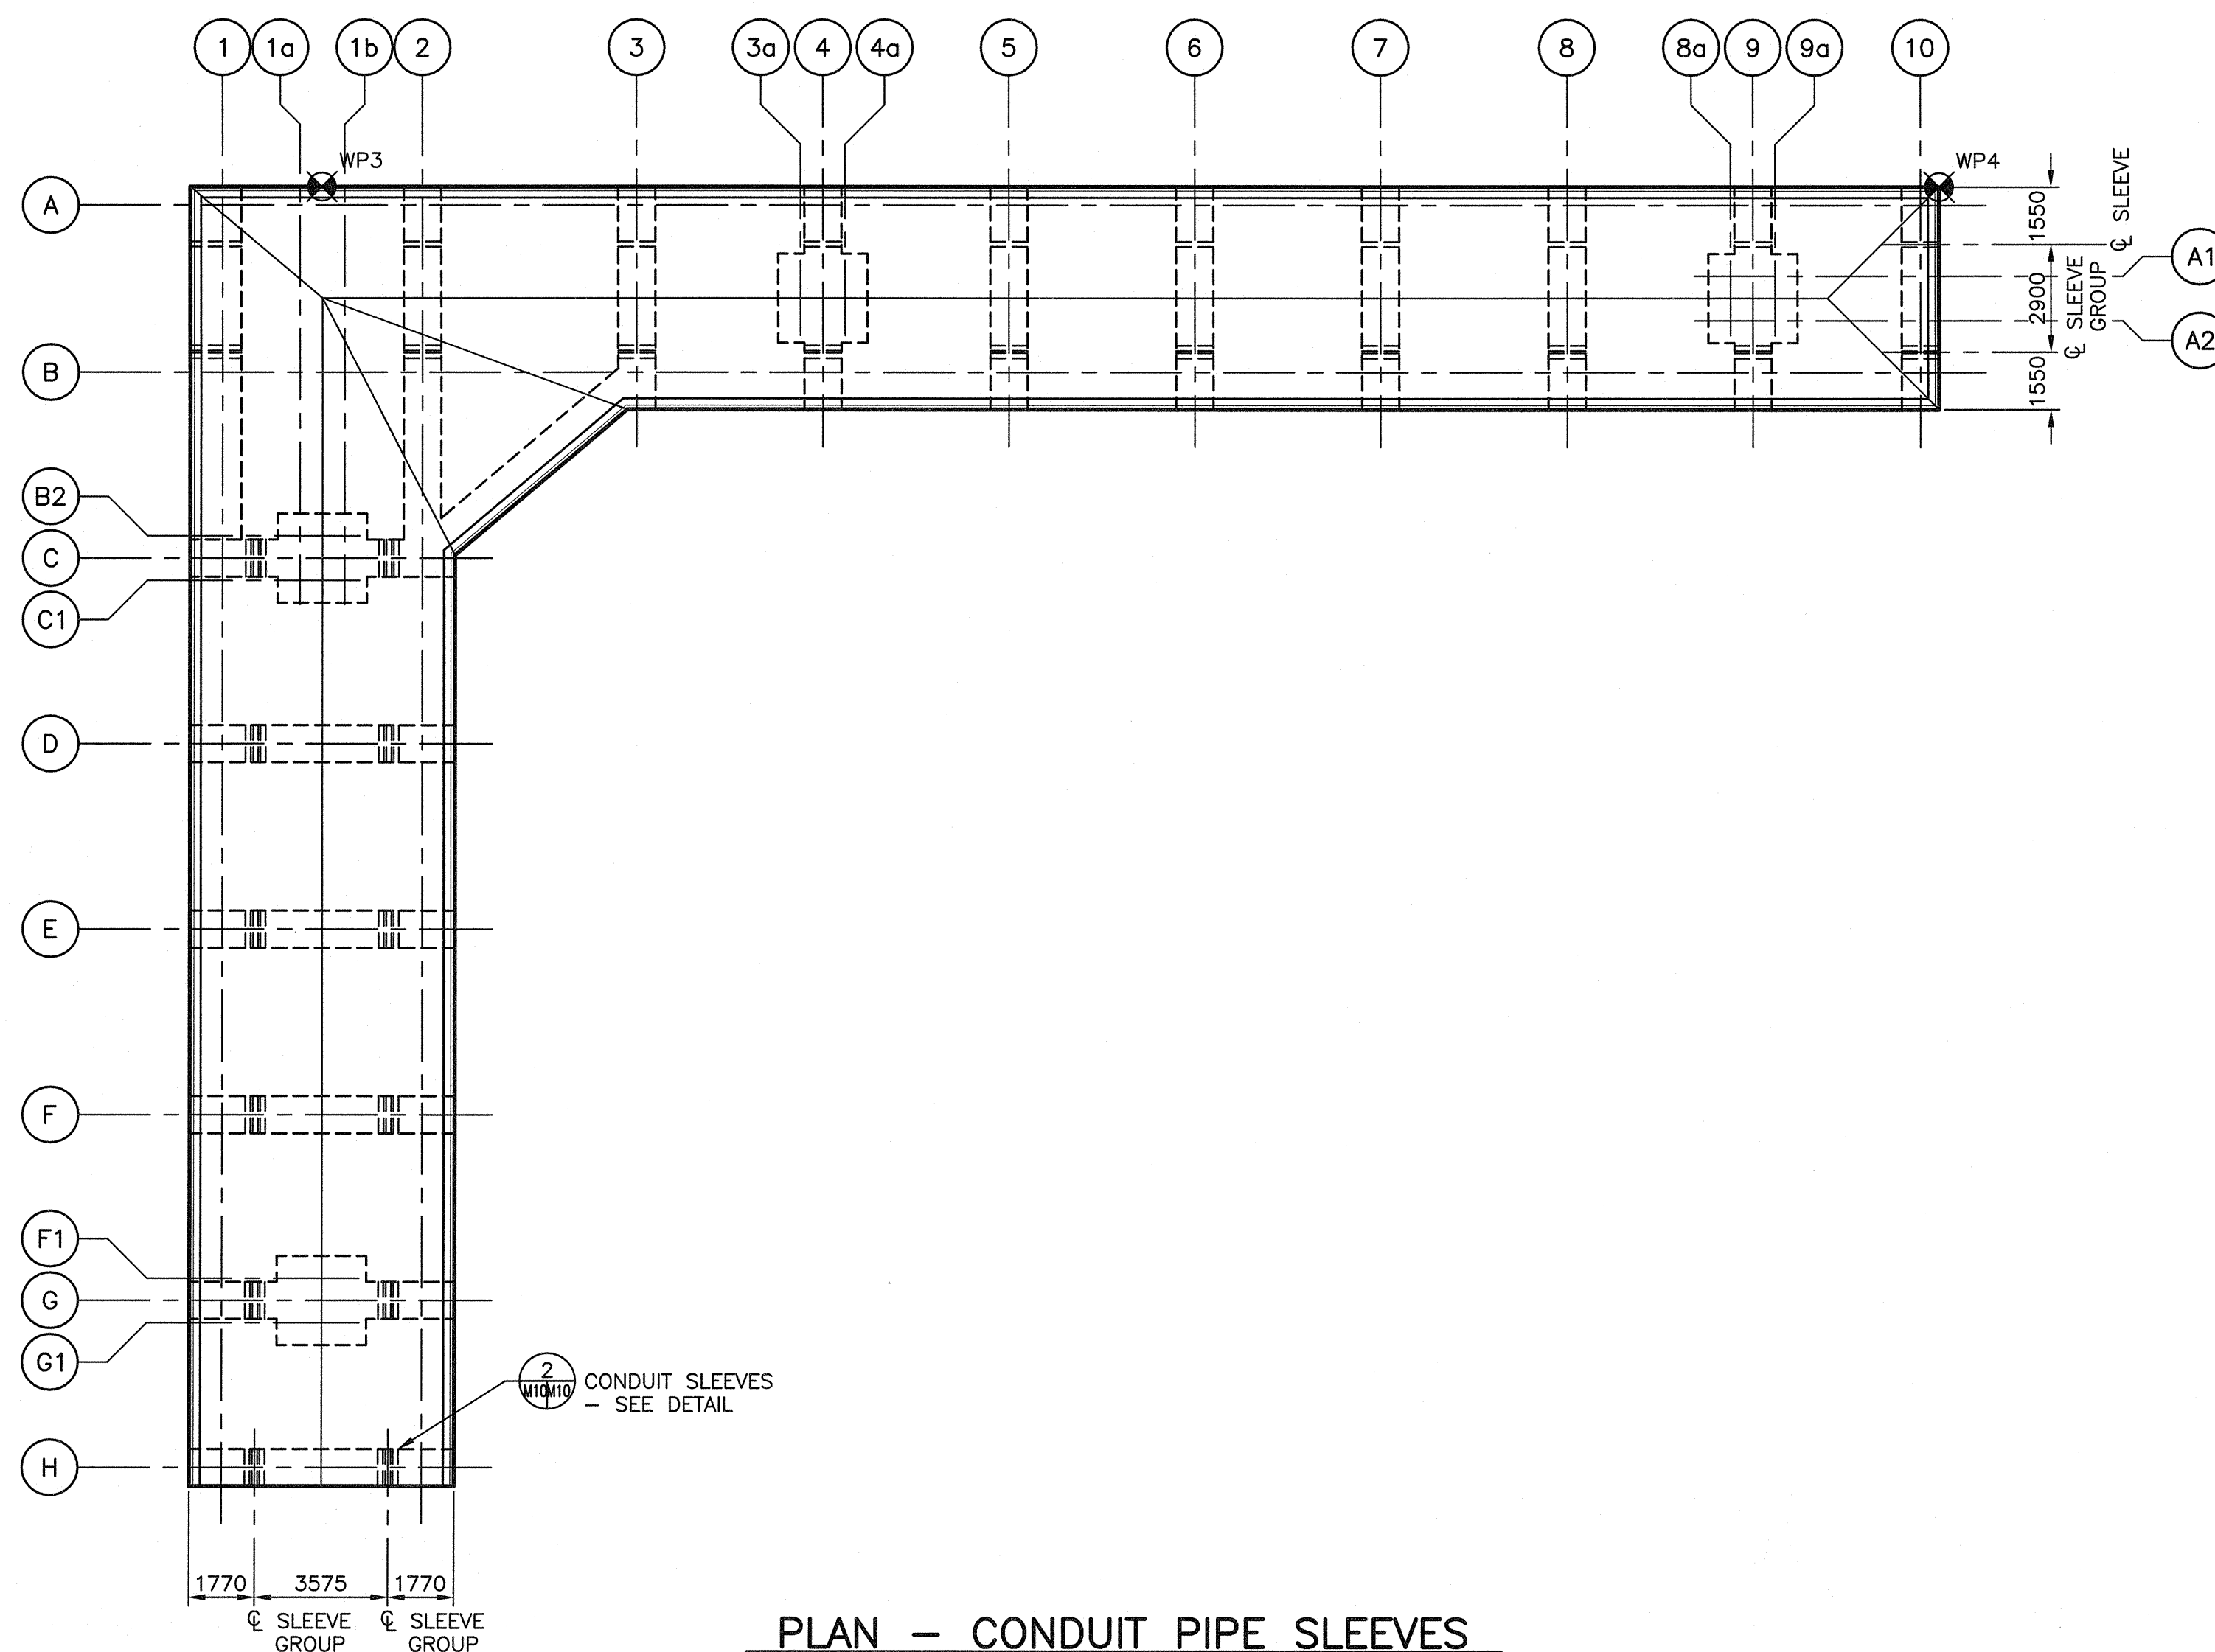 1 1a 1b 2 3 3a 4 4a 5 6 7 8 8a 9 9a 10
WP3
WP4
A
1550
℄ SLEEVE
A1
2900
℄ SLEEVE
GROUP
A2
B
1550
B2
C
C1
D
E
F
F1
G
G1
2
M10 M10
CONDUIT SLEEVES
– SEE DETAIL
H
1770 3575 1770
℄ SLEEVE
GROUP
℄ SLEEVE
GROUP
PLAN – CONDUIT PIPE SLEEVES